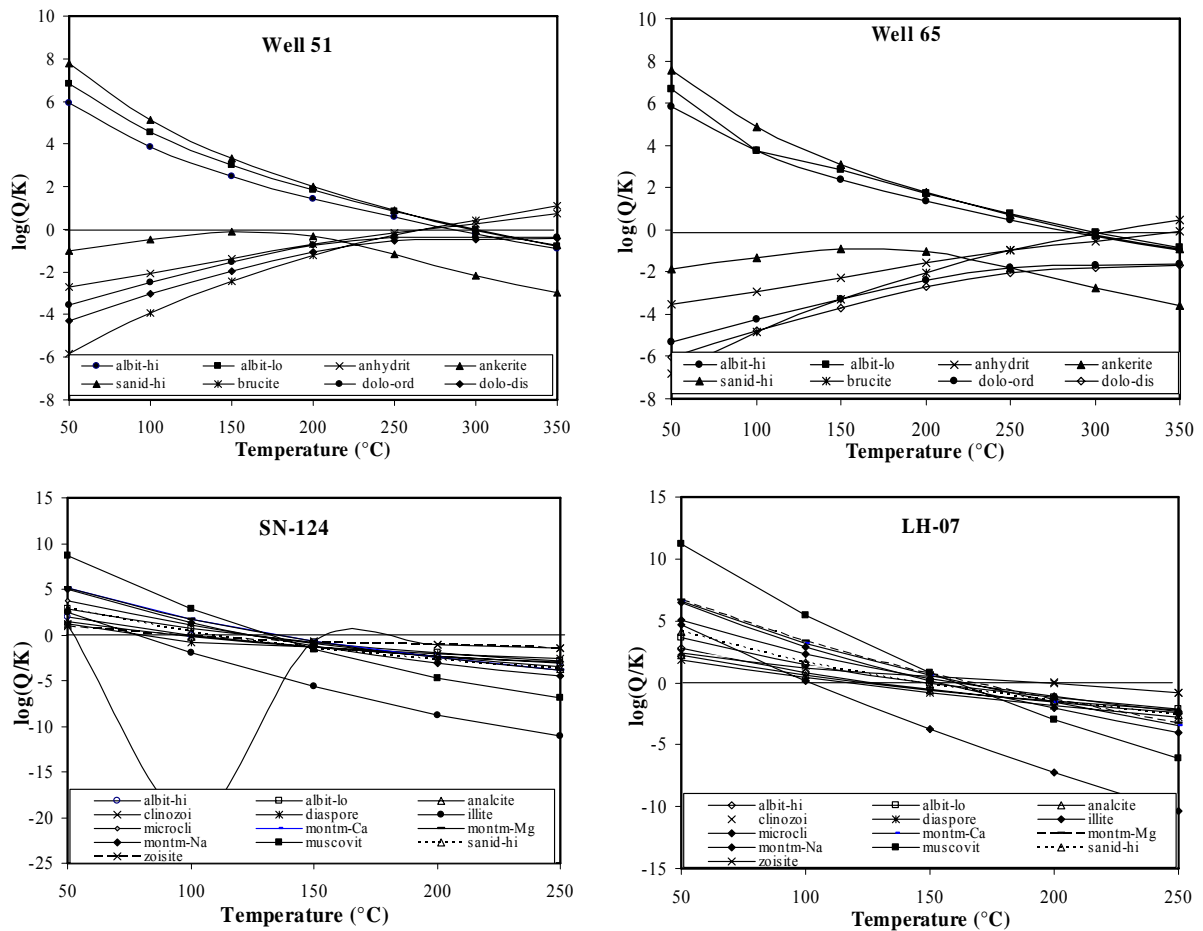 Well 51
10
8
6
4
2
0
-2
-4
-6
-8
log(Q/K)
albit-hi albit-lo anhydrit ankerite
sanid-hi brucite dolo-ord dolo-dis
50 100 150 200 250 300 350
Temperature (°C)
Well 65
10
8
6
4
2
0
-2
-4
-6
-8
log(Q/K)
albit-hi albit-lo anhydrit ankerite
sanid-hi brucite dolo-ord dolo-dis
50 100 150 200 250 300 350
Temperature (°C)
SN-124
15
10
5
0
-5
-10
-15
-20
-25
log(Q/K)
albit-hi albit-lo analcite
clinozoi diaspore illite
microcli montm-Ca montm-Mg
montm-Na muscovit sanid-hi
zoisite
50 100 150 200 250
Temperature (°C)
LH-07
15
10
5
0
-5
-10
-15
log(Q/K)
albit-hi albit-lo analcite
clinozoi diaspore illite
microcli montm-Ca montm-Mg
montm-Na muscovit sanid-hi
zoisite
50 100 150 200 250
Temperature (°C)